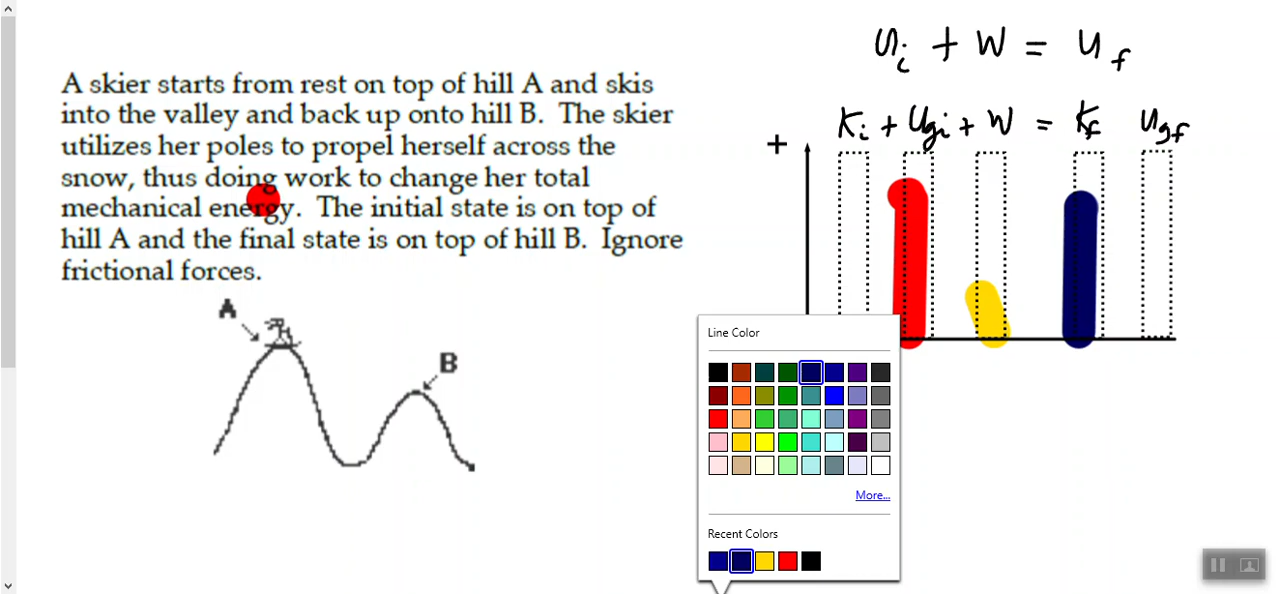 A skier starts from rest on top of hill A and skis
into the valley and back up onto hill B. The skier
utilizes her poles to propel herself across the
snow, thus doing work to change her total
mechanical energy. The initial state is on top of
hill A and the final state is on top of hill B. Ignore
frictional forces.
A
B
Ui + W = Uf
Ki + Ugi + W = Kf Ugf
+
Line Color
More...
Recent Colors